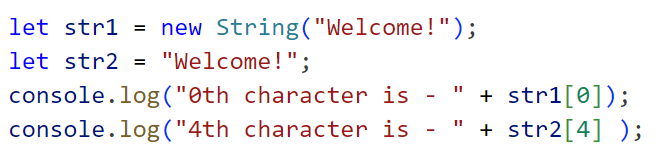 let str1 = new String("Welcome!");
let str2 = "Welcome!";
console.log("0th character is - " + str1[0]);
console.log("4th character is - " + str2[4] );